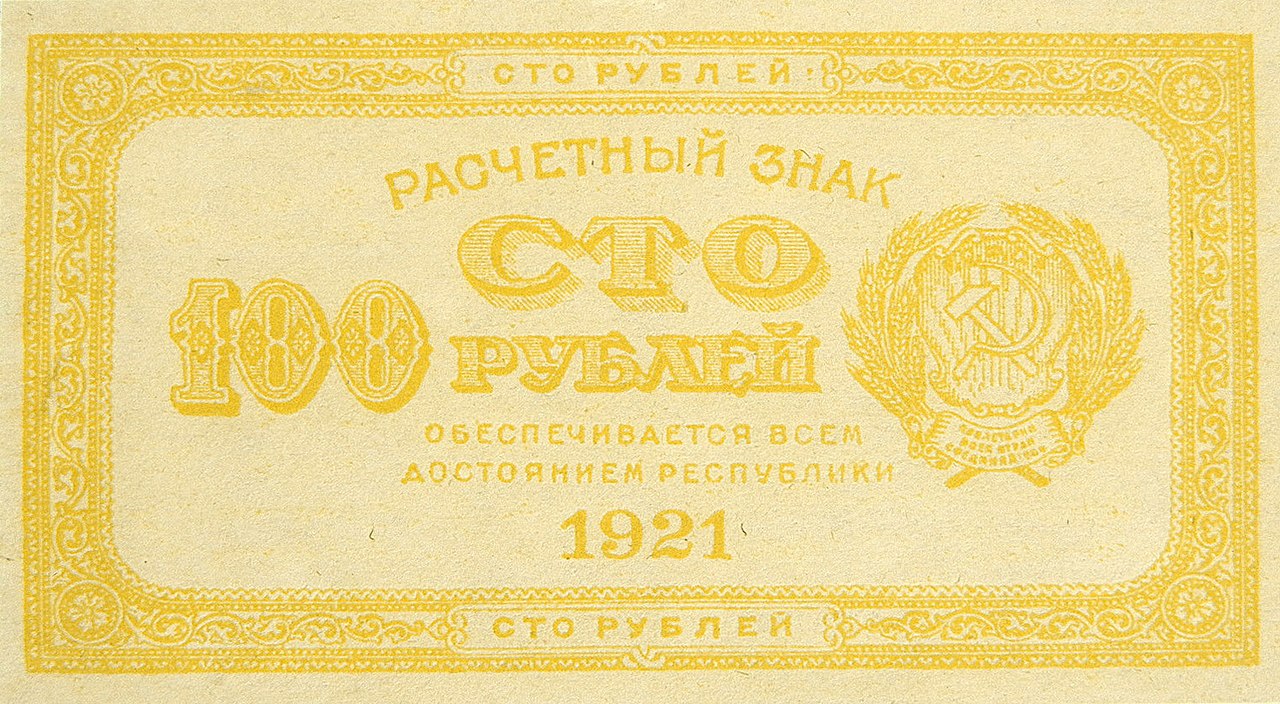 СТО РУБЛЕЙ
РАСЧЕТНЫЙ ЗНАК
100
СТО
РУБЛЕЙ
ОБЕСПЕЧИВАЕТСЯ ВСЕМ
ДОСТОЯНИЕМ РЕСПУБЛИКИ
1921
СТО РУБЛЕЙ